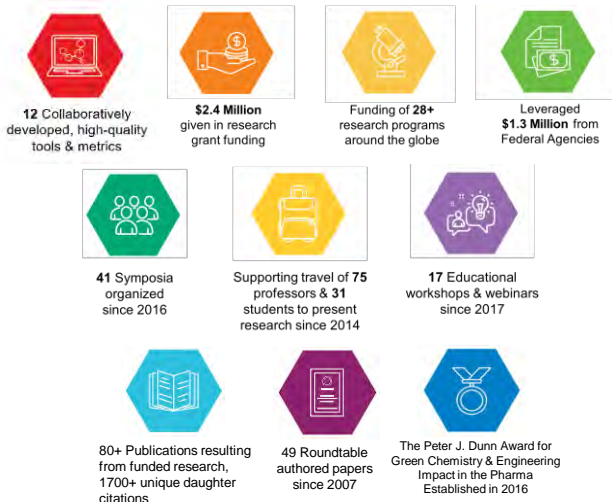 12 Collaboratively
developed, high-quality
tools & metrics
$2.4 Million
given in research
grant funding
Funding of 28+
research programs
around the globe
Leveraged
$1.3 Million from
Federal Agencies
41 Symposia
organized
since 2016
Supporting travel of 75
professors & 31
students to present
research since 2014
17 Educational
workshops & webinars
since 2017
80+ Publications resulting
from funded research,
1700+ unique daughter
citations
49 Roundtable
authored papers
since 2007
The Peter J. Dunn Award for
Green Chemistry & Engineering
Impact in the Pharma
Established in 2016